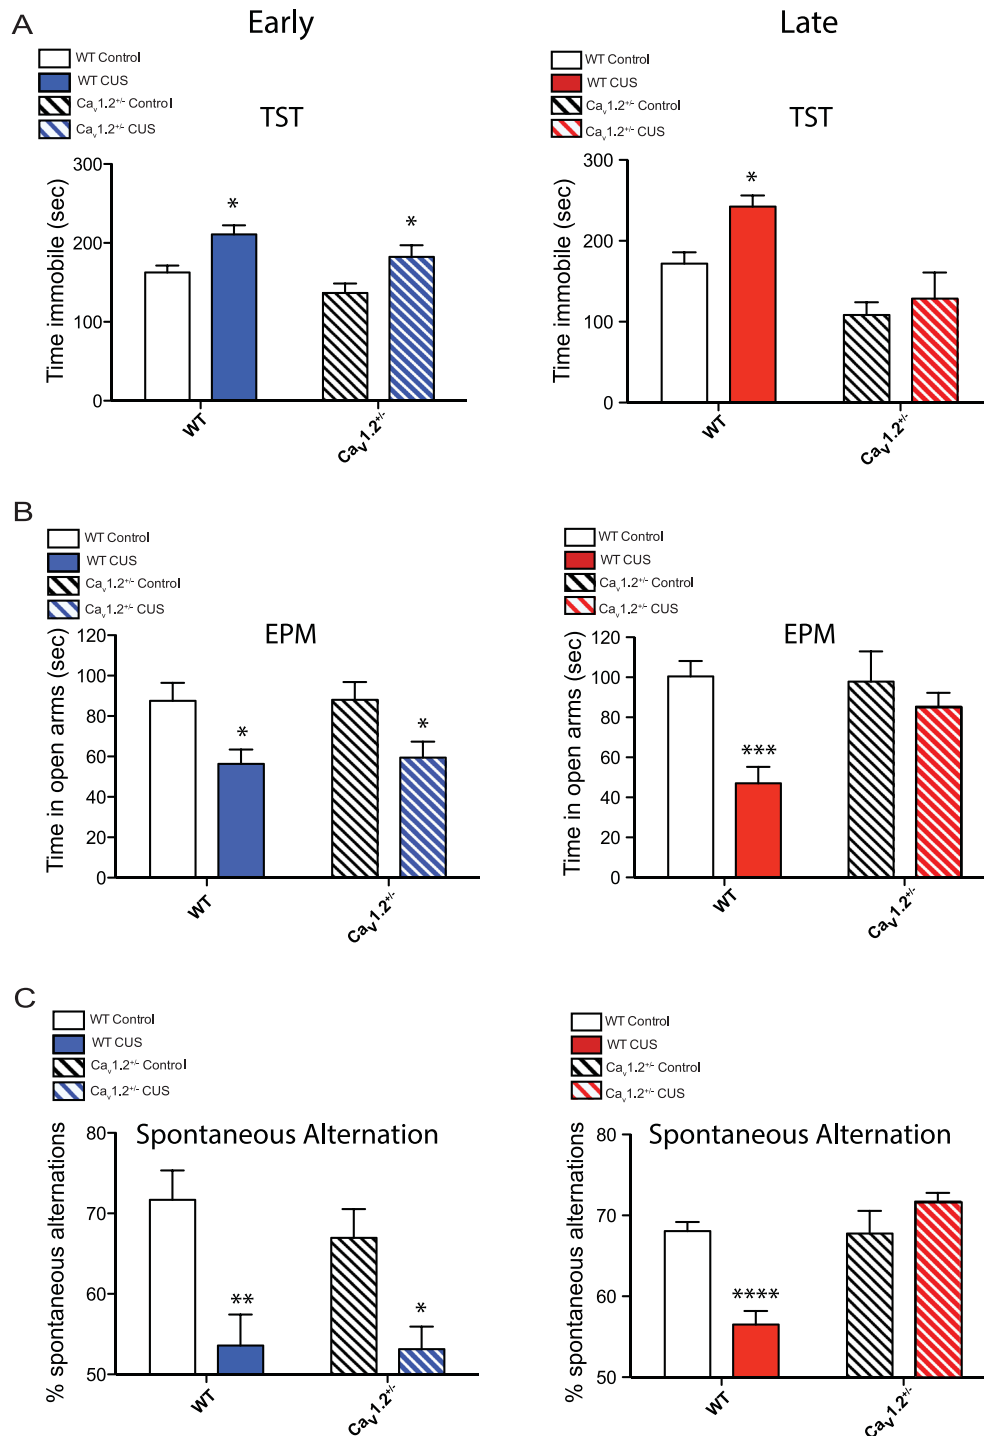 A
Early
Late
WT Control
WT CUS
Caᵥ1.2⁺/⁻ Control
Caᵥ1.2⁺/⁻ CUS
TST
Time immobile (sec)
300
200
100
0
*
*
WT
Caᵥ1.2⁺/⁻
WT Control
WT CUS
Caᵥ1.2⁺/⁻ Control
Caᵥ1.2⁺/⁻ CUS
TST
Time immobile (sec)
300
200
100
0
*
WT
Caᵥ1.2⁺/⁻
B
WT Control
WT CUS
Caᵥ1.2⁺/⁻ Control
Caᵥ1.2⁺/⁻ CUS
EPM
Time in open arms (sec)
120
100
80
60
40
20
0
*
*
WT
Caᵥ1.2⁺/⁻
WT Control
WT CUS
Caᵥ1.2⁺/⁻ Control
Caᵥ1.2⁺/⁻ CUS
EPM
Time in open arms (sec)
120
100
80
60
40
20
0
***
WT
Caᵥ1.2⁺/⁻
C
WT Control
WT CUS
Caᵥ1.2⁺/⁻ Control
Caᵥ1.2⁺/⁻ CUS
Spontaneous Alternation
% spontaneous alternations
80
70
60
50
**
*
WT
Caᵥ1.2⁺/⁻
WT Control
WT CUS
Caᵥ1.2⁺/⁻ Control
Caᵥ1.2⁺/⁻ CUS
Spontaneous Alternation
% spontaneous alternations
80
70
60
50
****
WT
Caᵥ1.2⁺/⁻